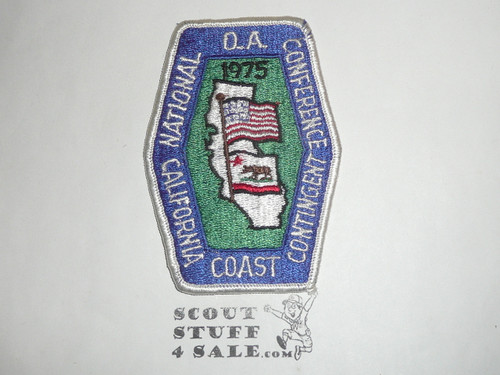 NATIONAL O.A. CONFERENCE
1975
CALIFORNIA COAST CONTINGENT
SCOUT
STUFF
4 SALE.com